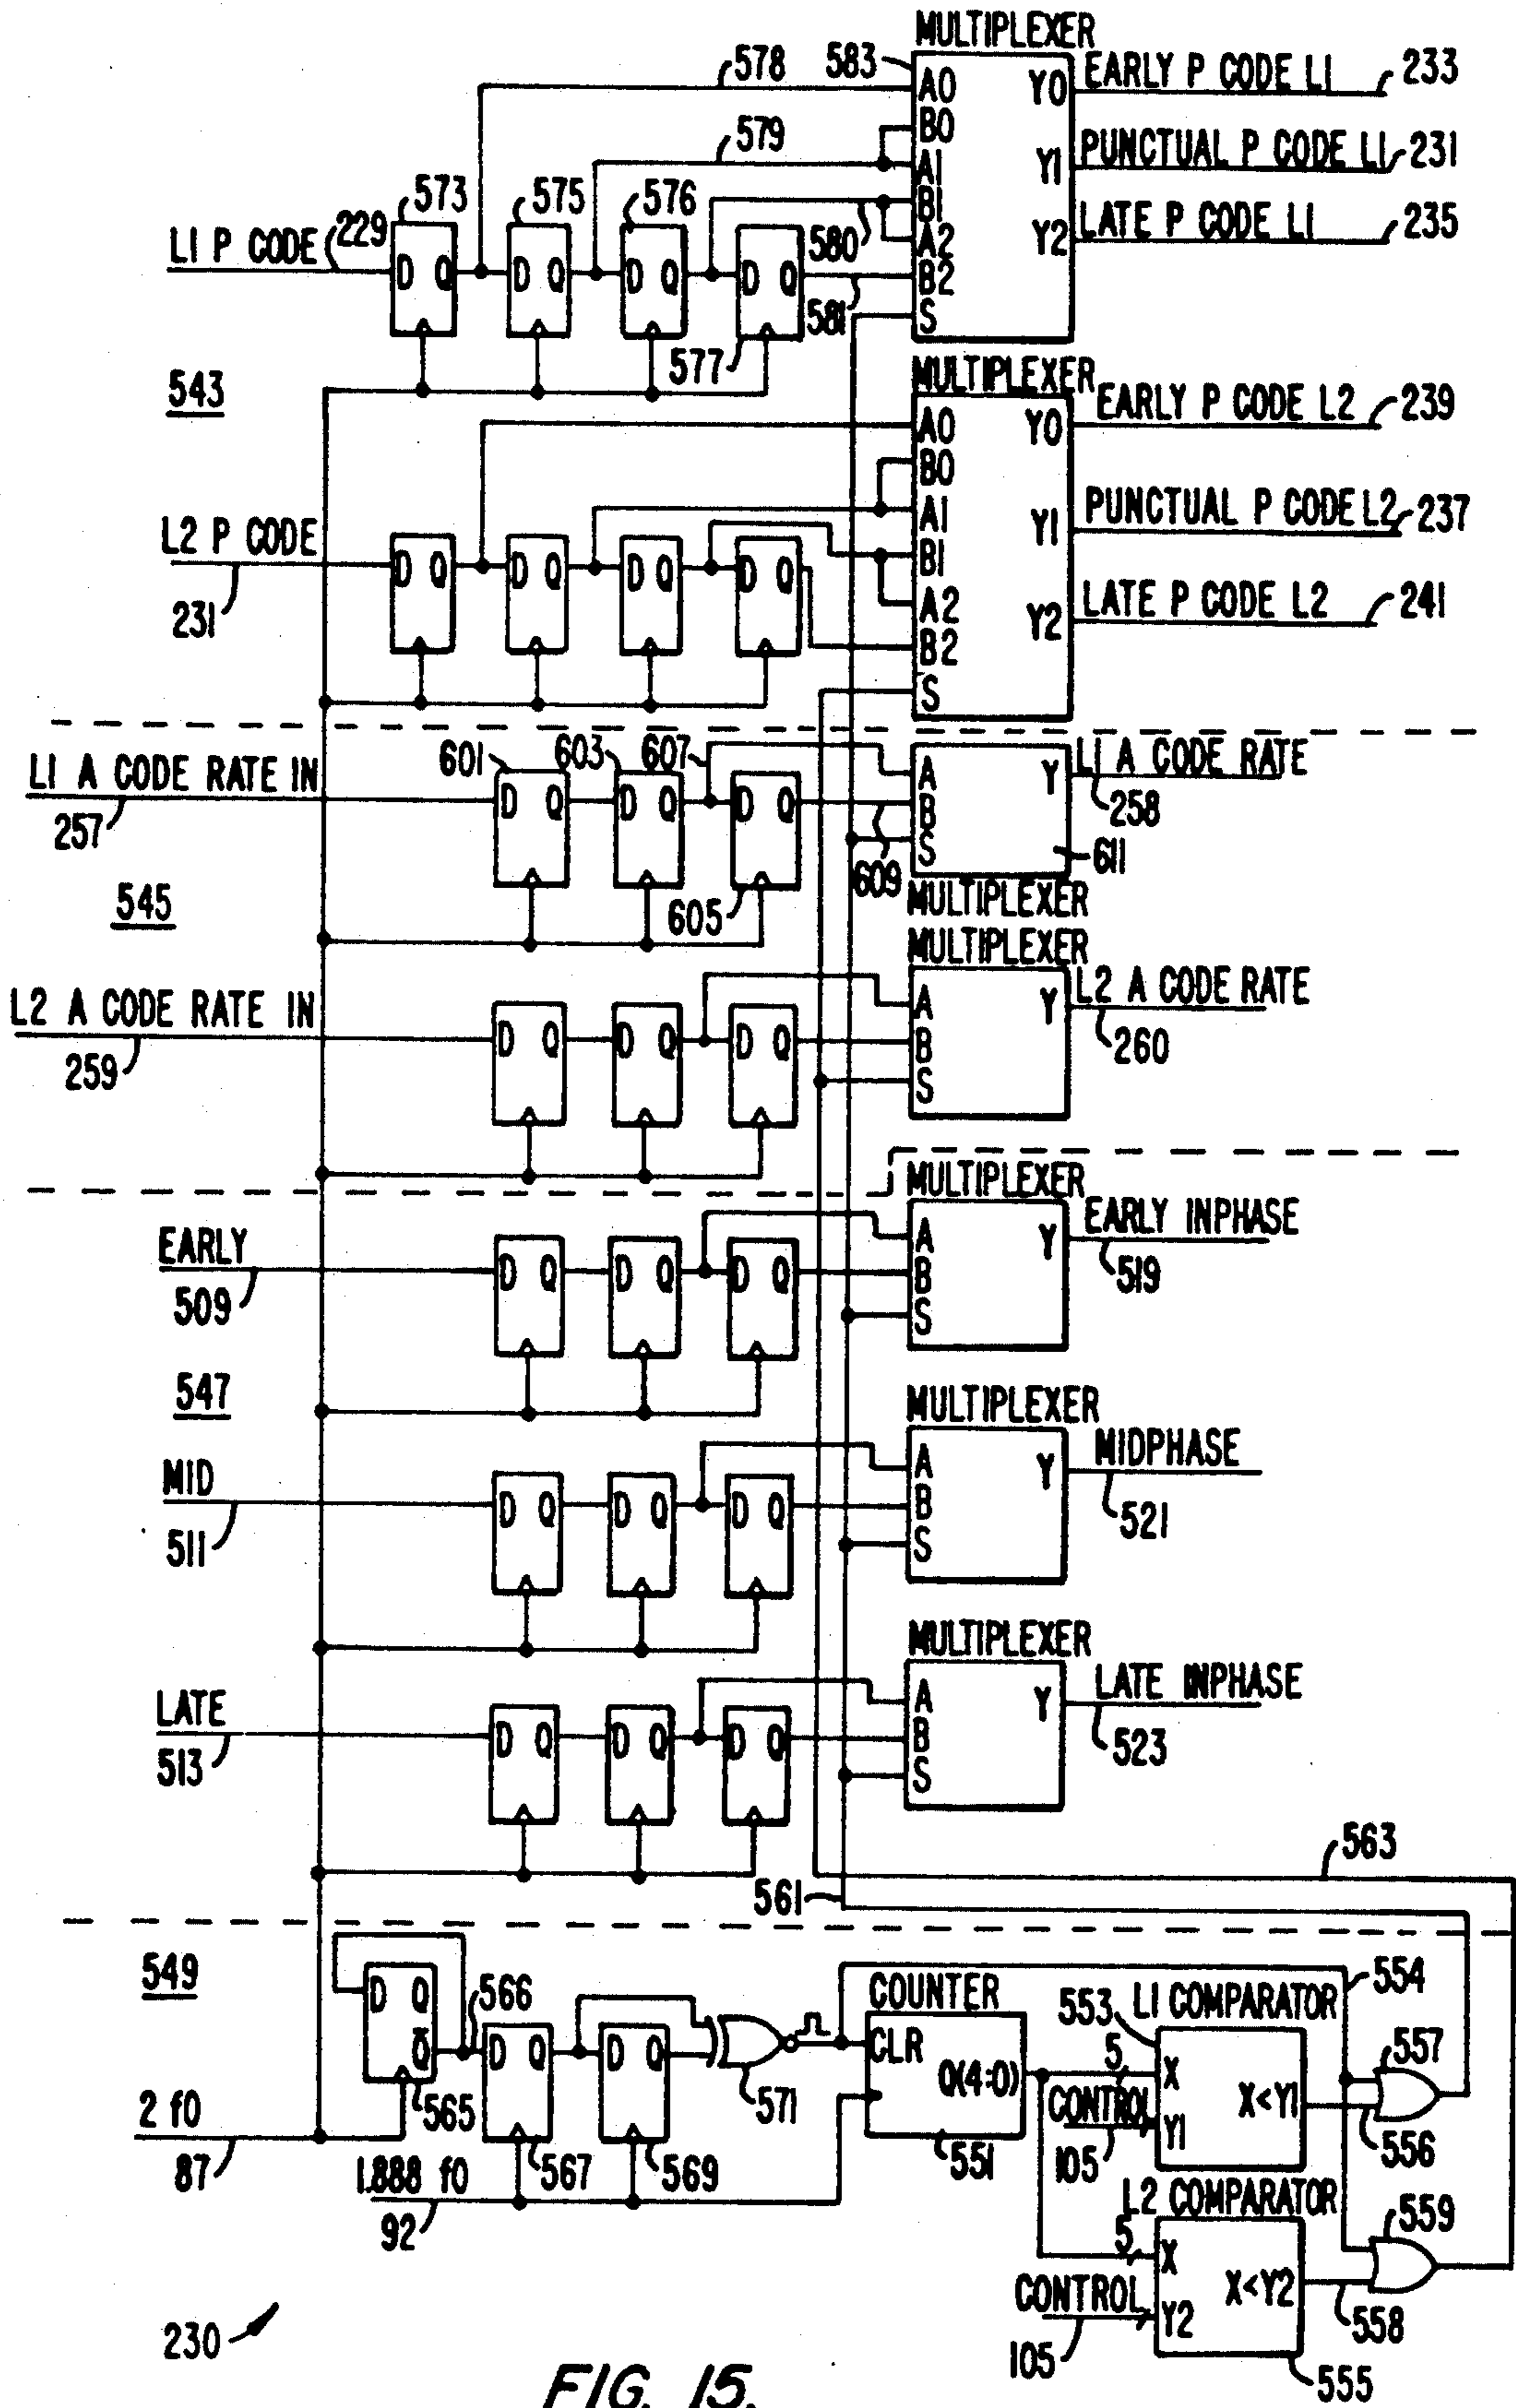 MULTIPLEXER
578 583
A0 Y0 EARLY P CODE L1 233
B0
579
A1 Y1 PUNCTUAL P CODE L1 231
573 575 576
B1
580
A2 Y2 LATE P CODE L1 235
L1 P CODE 229
D Q D Q D Q D Q
B2
581
S
577
543
MULTIPLEXER
A0 Y0 EARLY P CODE L2 239
B0
A1 Y1 PUNCTUAL P CODE L2 237
L2 P CODE
231
D Q D Q D Q D Q
B1
A2 Y2 LATE P CODE L2 241
B2
S
L1 A CODE RATE IN
257
601 603 607
D Q D Q D Q
A Y L1 A CODE RATE
258
B
S
609
611
605
MULTIPLEXER
545
MULTIPLEXER
L2 A CODE RATE IN
259
D Q D Q D Q
A Y L2 A CODE RATE
260
B
S
MULTIPLEXER
EARLY
509
D Q D Q D Q
A Y EARLY INPHASE
519
B
S
547
MULTIPLEXER
MID
511
D Q D Q D Q
A Y MIDPHASE
521
B
S
MULTIPLEXER
LATE
513
D Q D Q D Q
A Y LATE INPHASE
523
B
S
563
561
549
D Q
Q̅
566
565
D Q D Q
567 569
571
COUNTER
CLR
Q(4:0)
551
554
553 L1 COMPARATOR
5
X
X<Y1
Y1
CONTROL
105
557
556
2 f0
87
1.888 f0
92
L2 COMPARATOR
5
X
X<Y2
Y2
CONTROL
105
559
558
555
230
FIG. 15.